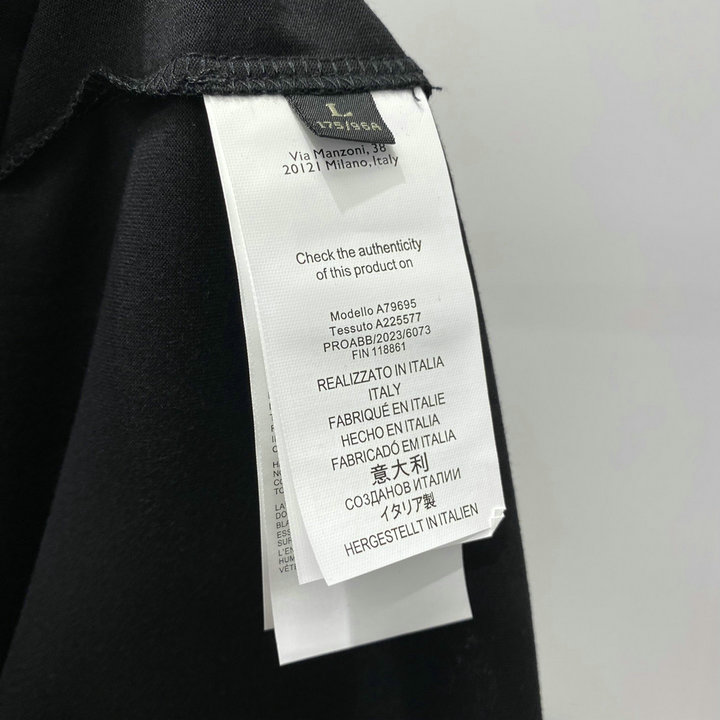 L
175/96A
Via Manzoni, 38
20121 Milano, Italy
Check the authenticity
of this product on
Modello A79695
Tessuto A225577
PROABB/2023/6073
FIN 118861
REALIZZATO IN ITALIA
ITALY
FABRIQUÉ EN ITALIE
HECHO EN ITALIA
FABRICADO EM ITALIA
意大利
СОЗДАНОВ ИТАЛИИ
イタリア製
HERGESTELLT IN ITALIEN